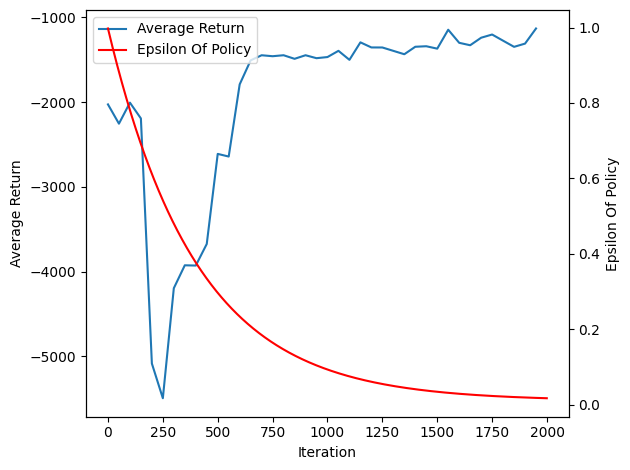 Average Return
Epsilon Of Policy
−1000
−2000
−3000
−4000
−5000
Average Return
1.0
0.8
0.6
0.4
0.2
0.0
Epsilon Of Policy
0 250 500 750 1000 1250 1500 1750 2000
Iteration